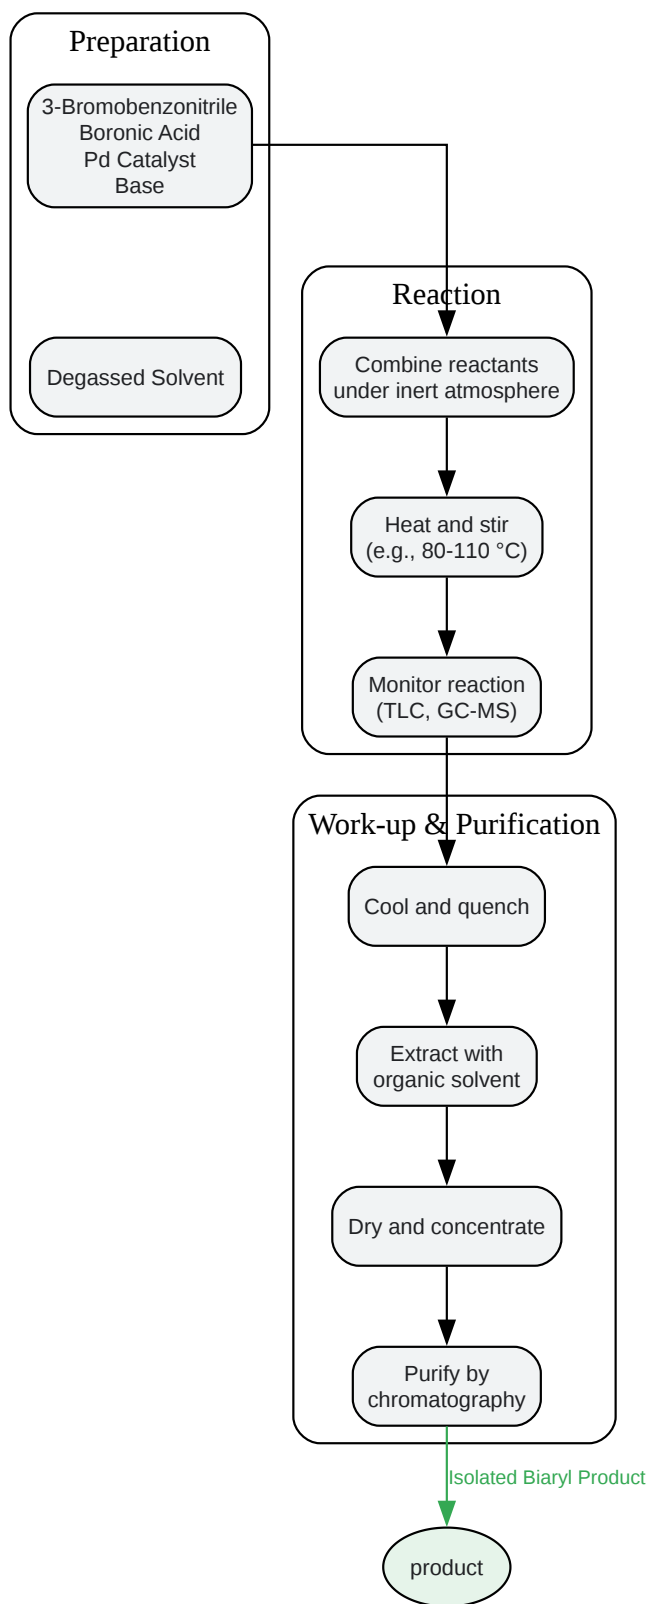 Preparation
3-Bromobenzonitrile
Boronic Acid
Pd Catalyst
Base
Degassed Solvent
Reaction
Combine reactants
under inert atmosphere
Heat and stir
(e.g., 80-110 °C)
Monitor reaction
(TLC, GC-MS)
Work-up & Purification
Cool and quench
Extract with
organic solvent
Dry and concentrate
Purify by
chromatography
Isolated Biaryl Product
product